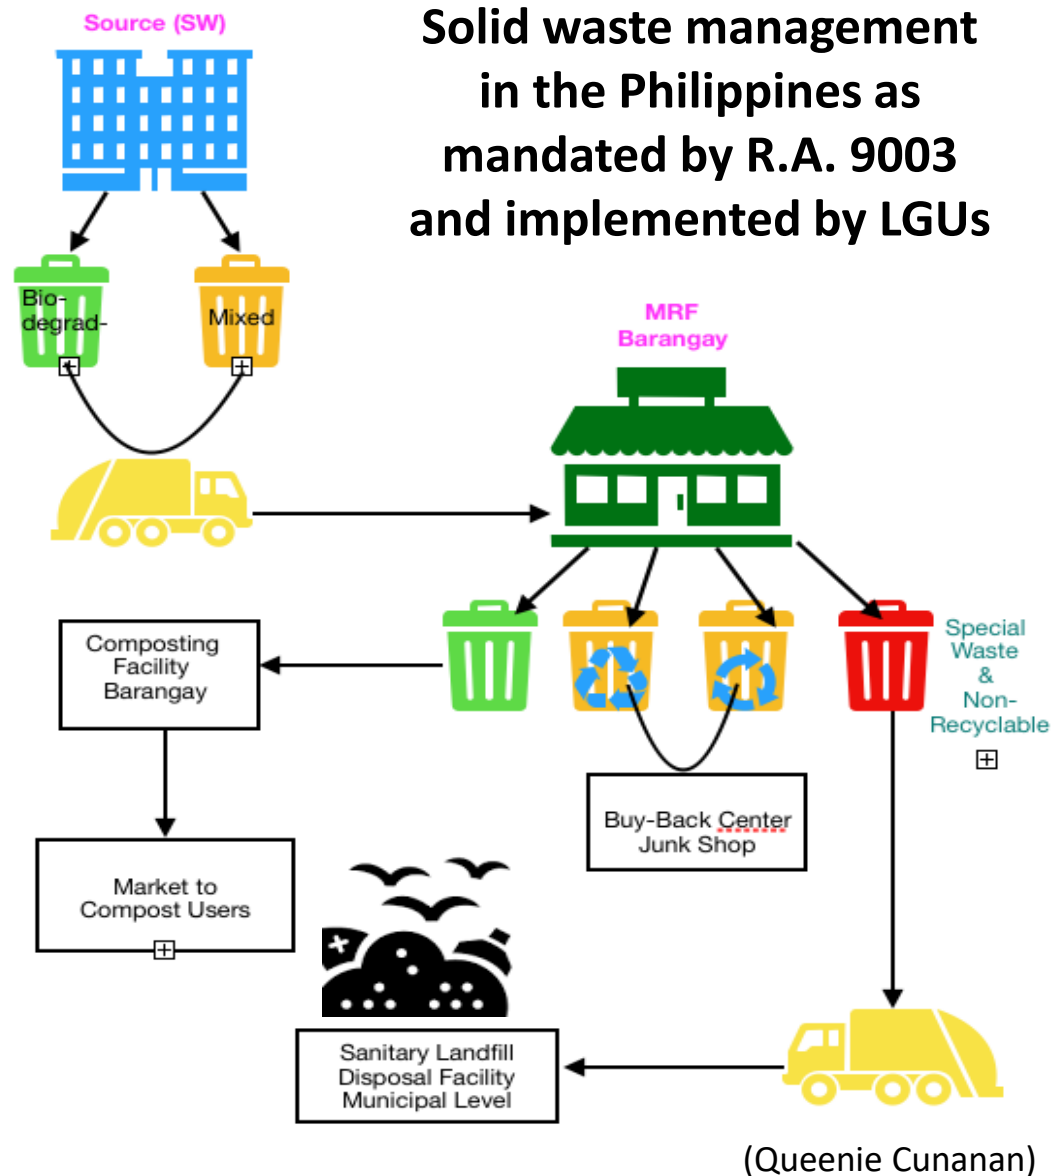 Source (SW)
Solid waste management
in the Philippines as
mandated by R.A. 9003
and implemented by LGUs
Bio-
degrad-
Mixed
MRF
Barangay
Composting
Facility
Barangay
Special
Waste
&
Non-
Recyclable
Buy-Back Center
Junk Shop
Market to
Compost Users
Sanitary Landfill
Disposal Facility
Municipal Level
(Queenie Cunanan)